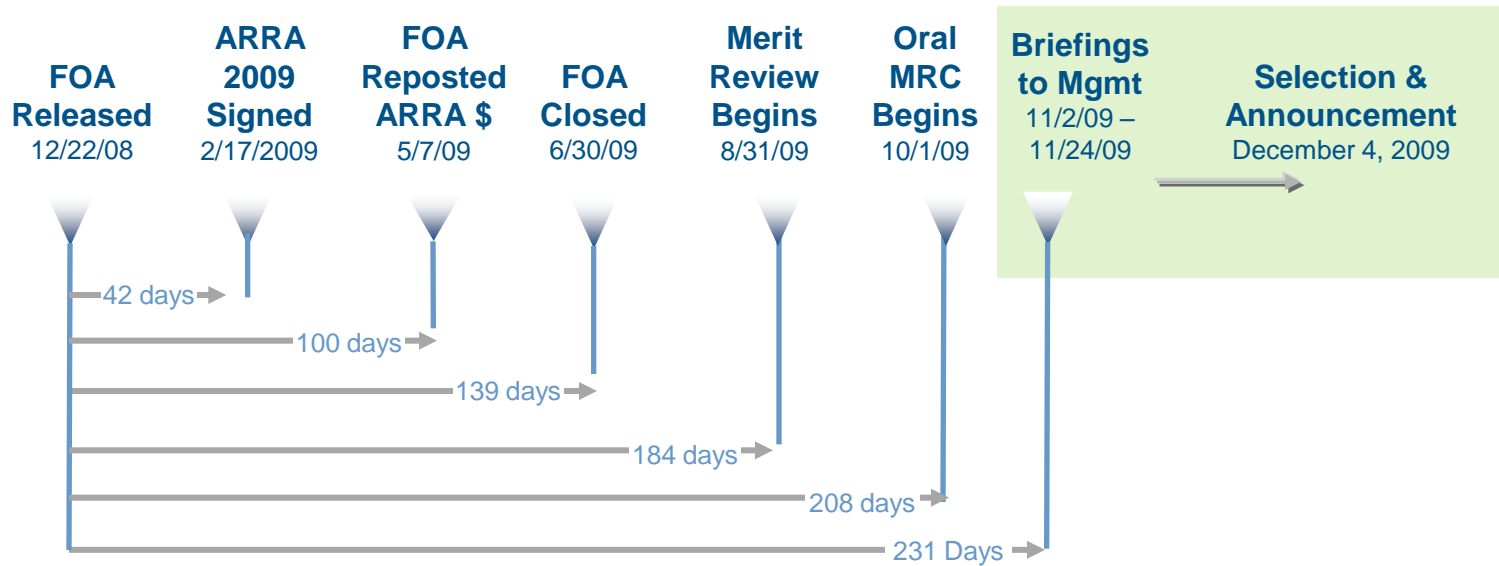 FOA
Released
12/22/08
ARRA
2009
Signed
2/17/2009
FOA
Reposted
ARRA $
5/7/09
FOA
Closed
6/30/09
Merit
Review
Begins
8/31/09
Oral
MRC
Begins
10/1/09
Briefings
to Mgmt
11/2/09 –
11/24/09
Selection &
Announcement
December 4, 2009
42 days
100 days
139 days
184 days
208 days
231 Days